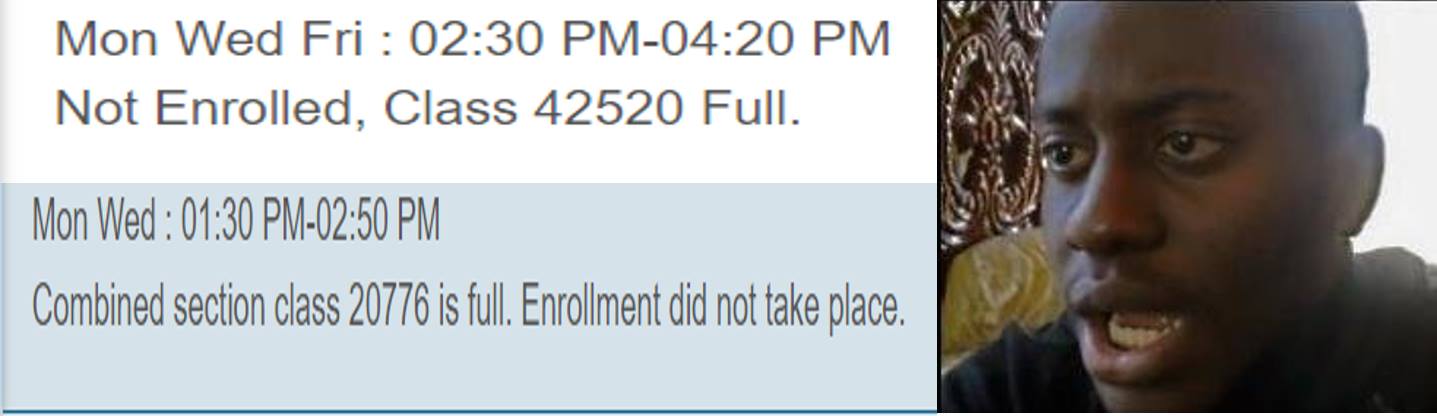 Mon Wed Fri : 02:30 PM-04:20 PM
Not Enrolled, Class 42520 Full.
Mon Wed : 01:30 PM-02:50 PM
Combined section class 20776 is full. Enrollment did not take place.